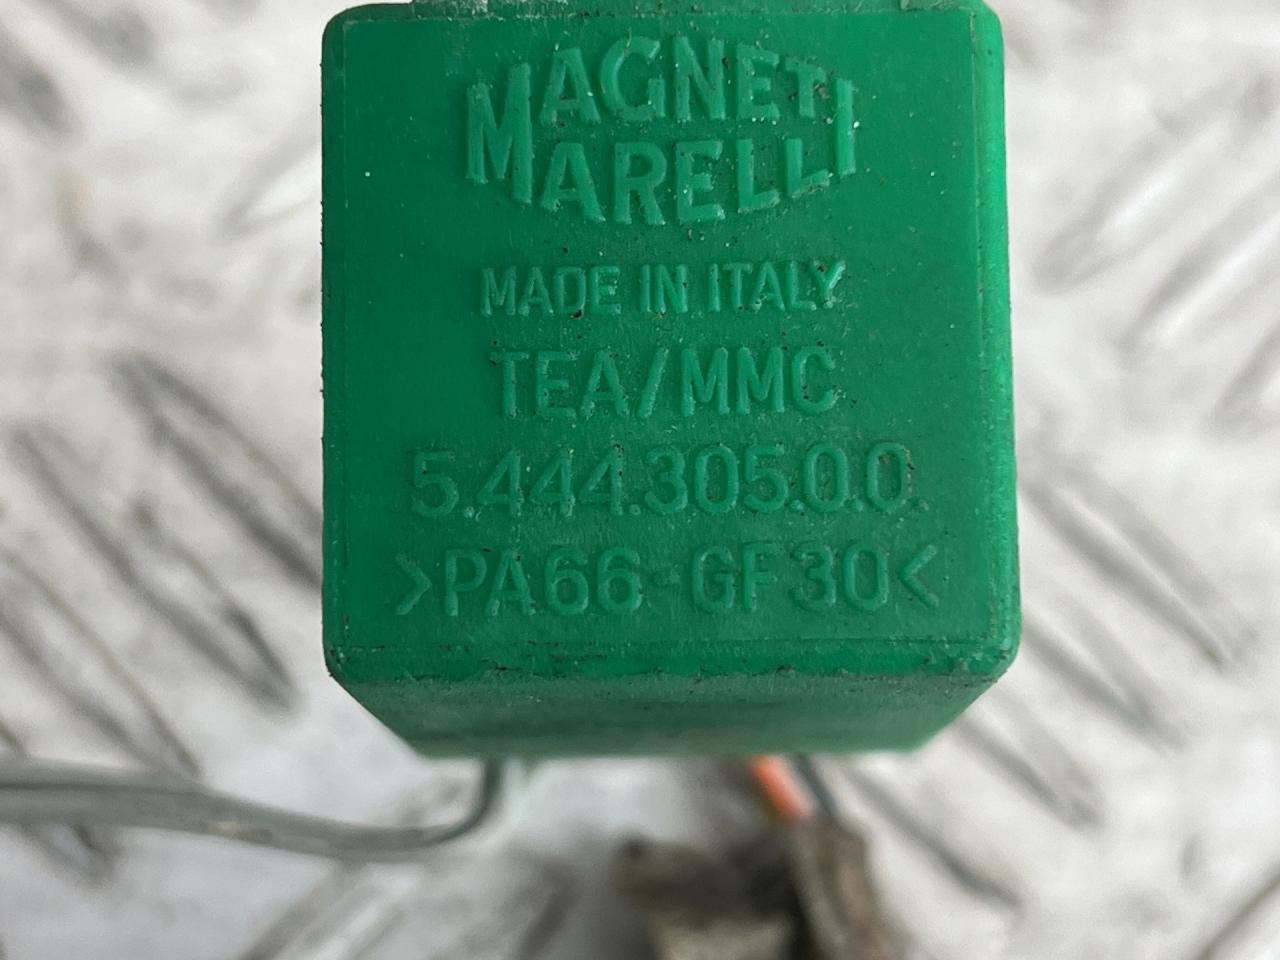 MAGNETI
MARELLI
MADE IN ITALY
TEA/MMC
5.444.305.0.0.
>PA66-GF30<